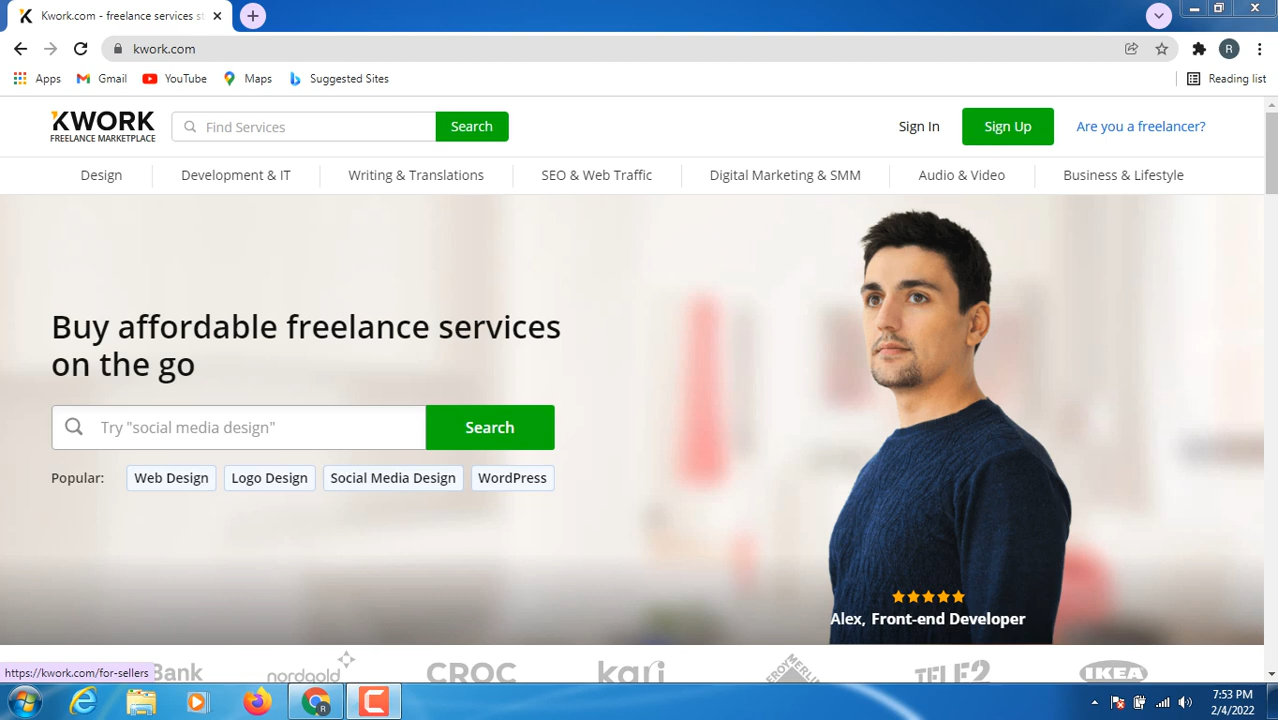 Kwork.com - freelance services st
kwork.com
Apps Gmail YouTube Maps Suggested Sites Reading list
R
KWORK
FREELANCE MARKETPLACE
Find Services
Search
Sign In
Sign Up
Are you a freelancer?
Design Development & IT Writing & Translations SEO & Web Traffic Digital Marketing & SMM Audio & Video Business & Lifestyle
Buy affordable freelance services
on the go
Try "social media design"
Search
Popular: Web Design Logo Design Social Media Design WordPress
Alex, Front-end Developer
https://kwork.com/for-sellers
Bank nordgold CROC kari LEROY MERLIN TELE2 IKEA
7:53 PM
2/4/2022